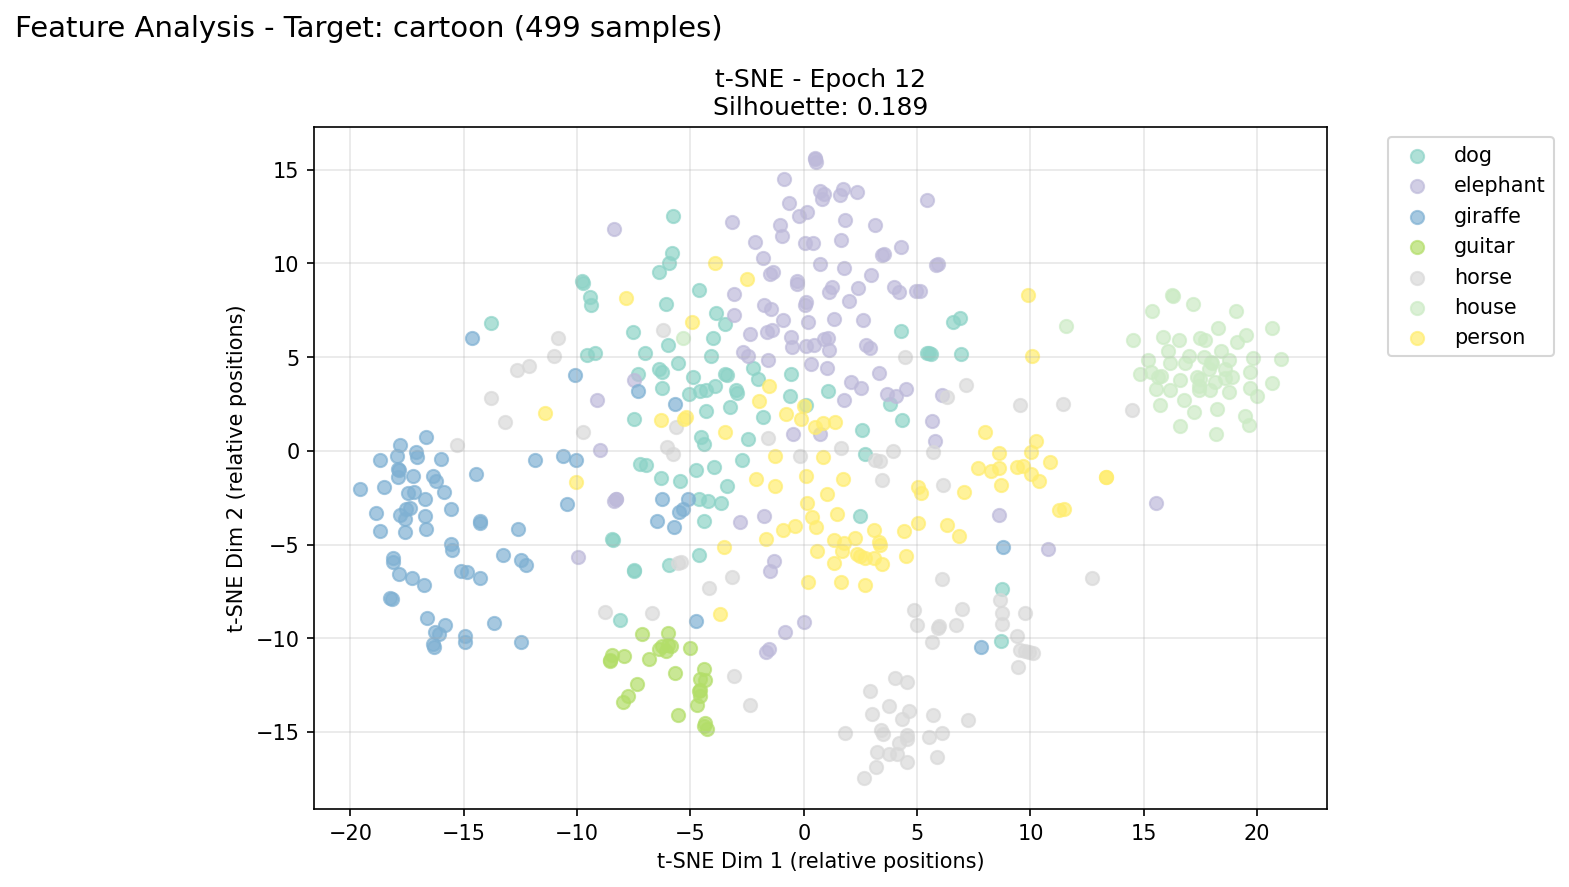 Feature Analysis - Target: cartoon (499 samples)
t-SNE - Epoch 12
Silhouette: 0.189
dog
elephant
giraffe
guitar
horse
house
person
t-SNE Dim 2 (relative positions)
15
10
5
0
−5
−10
−15
−20
−15
−10
−5
0
5
10
15
20
t-SNE Dim 1 (relative positions)